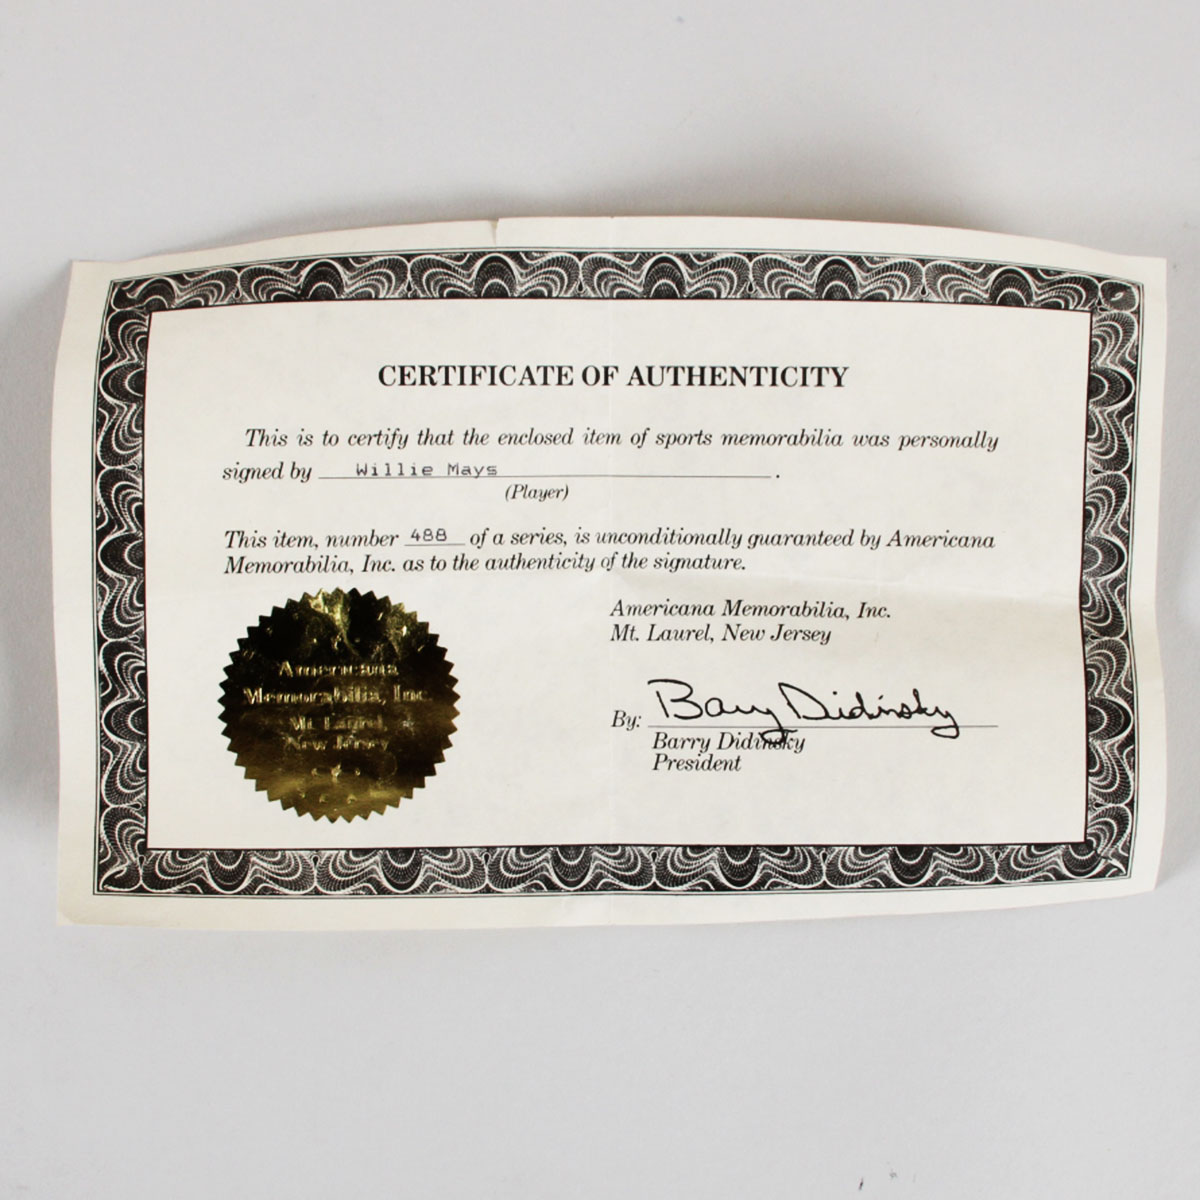 CERTIFICATE OF AUTHENTICITY
This is to certify that the enclosed item of sports memorabilia was personally
signed by Willie Mays.
(Player)
This item, number 488 of a series, is unconditionally guaranteed by Americana
Memorabilia, Inc. as to the authenticity of the signature.
Americana
Memorabilia, Inc.
Mt. Laurel
New Jersey
Americana Memorabilia, Inc.
Mt. Laurel, New Jersey
By: Barry Didinsky
Barry Didinsky
President